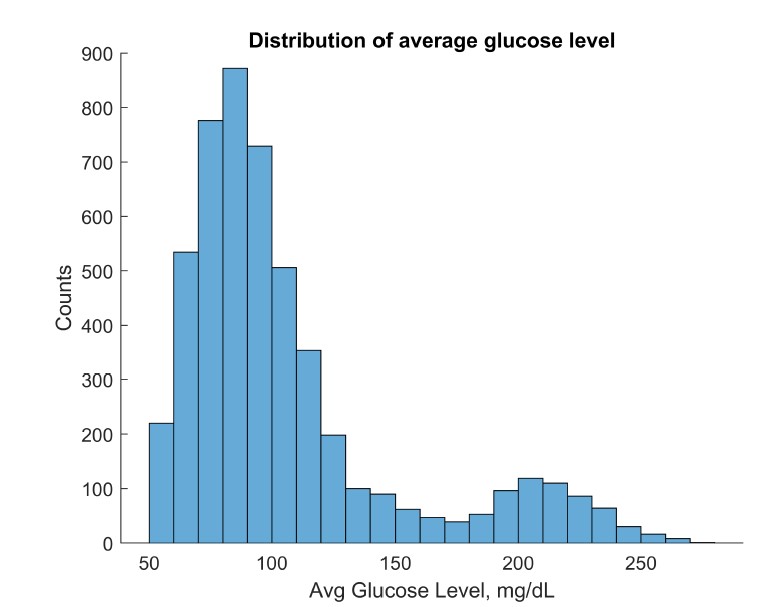 Distribution of average glucose level
900
800
700
600
500
400
300
200
100
0
Counts
50 100 150 200 250
Avg Glucose Level, mg/dL